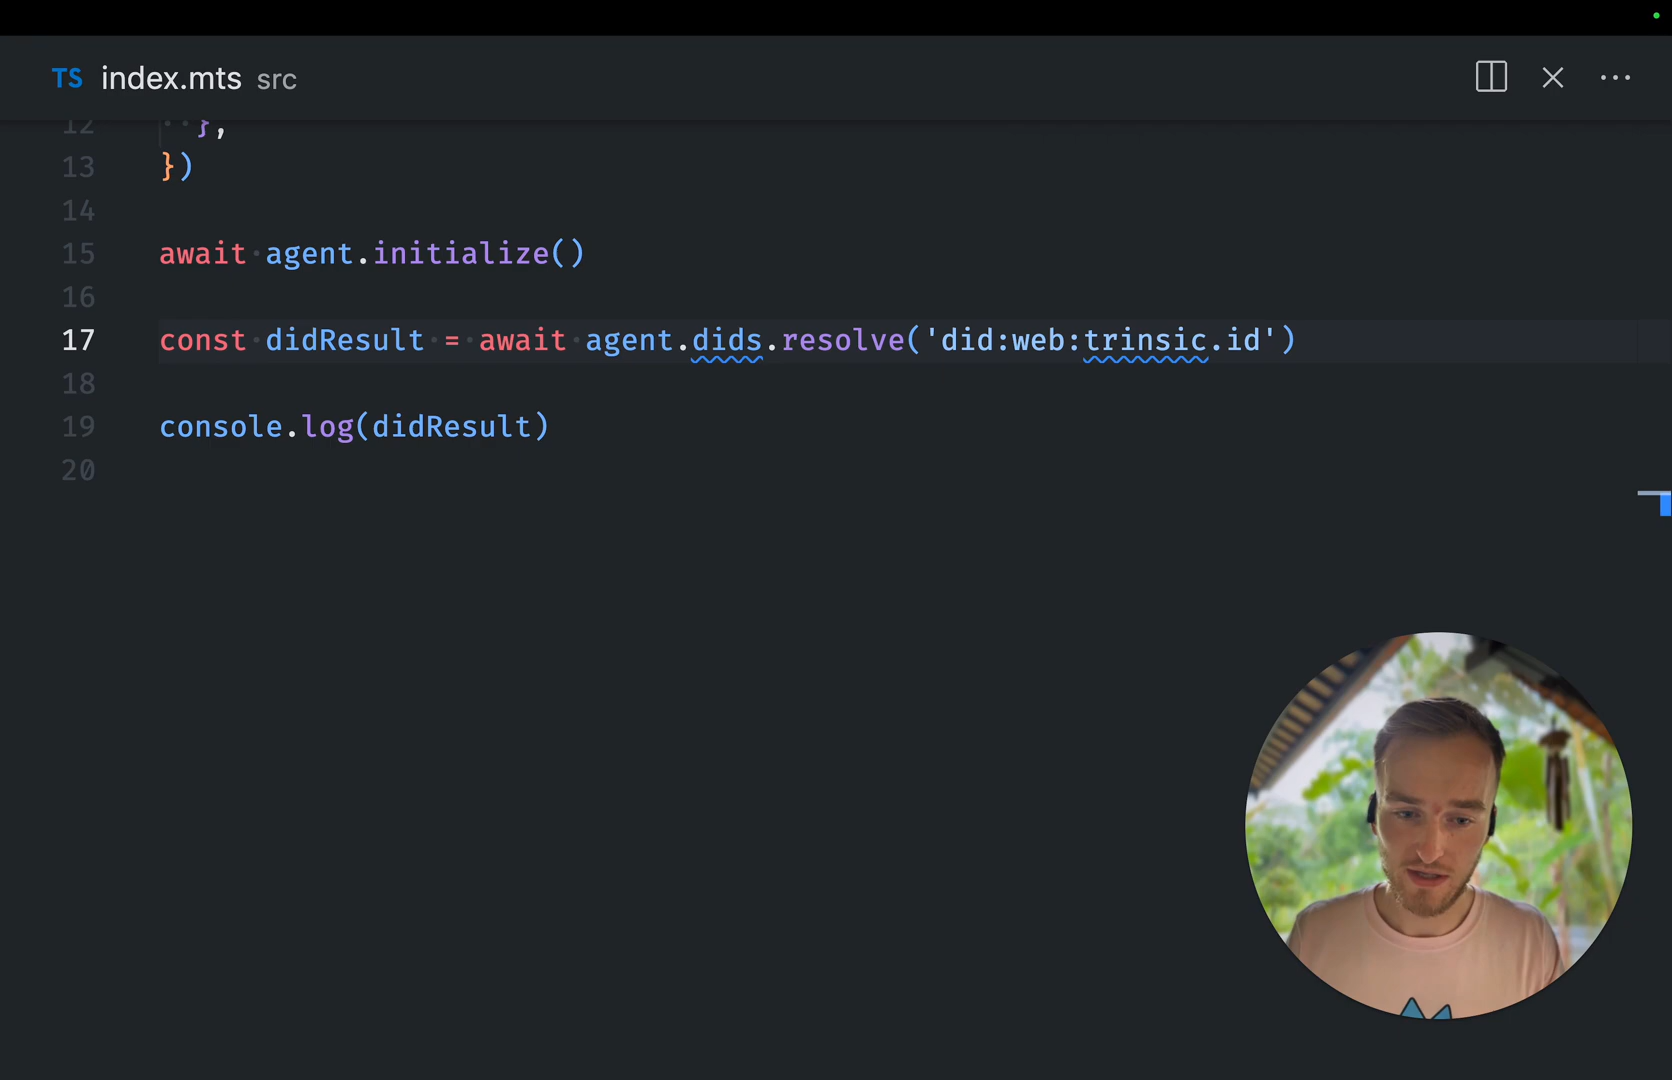 TS index.mts src
12 },
13 })
14
15 await agent.initialize()
16
17 const didResult = await agent.dids.resolve('did:web:trinsic.id')
18
19 console.log(didResult)
20